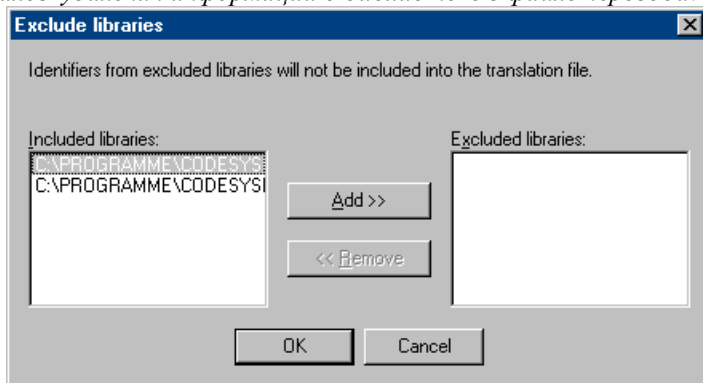 Exclude libraries
Identifiers from excluded libraries will not be included into the translation file.
Included libraries:
Excluded libraries:
C:\PROGRAMME\CODESYS
C:\PROGRAMME\CODESYSI
Add >>
<< Remove
OK
Cancel